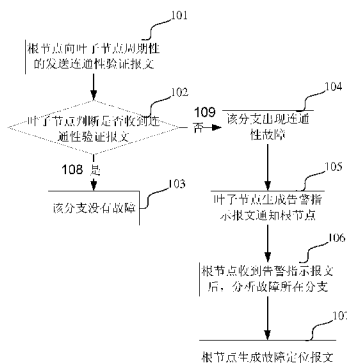 101
根节点向叶子节点周期性
的发送连通性验证报文
102
叶子节点判断是否收到连
通性验证报文
109
否
104
该分支出现连通
性故障
108 是
103
该分支没有故障
105
叶子节点生成告警指
示报文通知根节点
106
根节点收到告警指示报文
后，分析故障所在分支
107
根节点生成故障定位报文